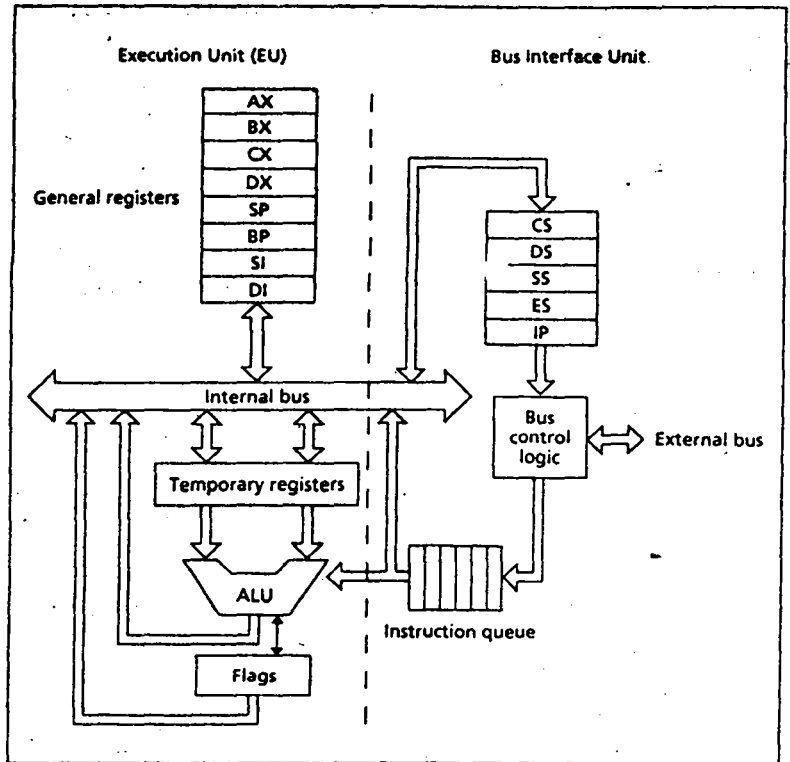 Execution Unit (EU)
Bus Interface Unit.
AX
BX
CX
DX
SP
BP
SI
DI
General registers
CS
DS
SS
ES
IP
Internal bus
Bus
control
logic
External bus
Temporary registers
ALU
Instruction queue
Flags